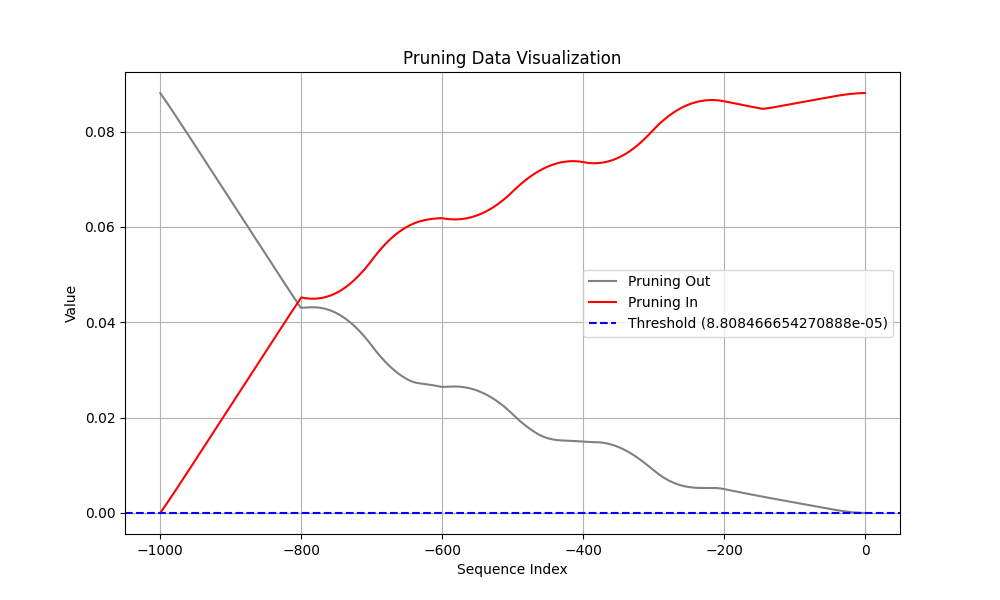 Pruning Data Visualization
Value
0.08
0.06
0.04
0.02
0.00
Pruning Out
Pruning In
Threshold (8.808466654270888e-05)
−1000
−800
−600
−400
−200
0
Sequence Index